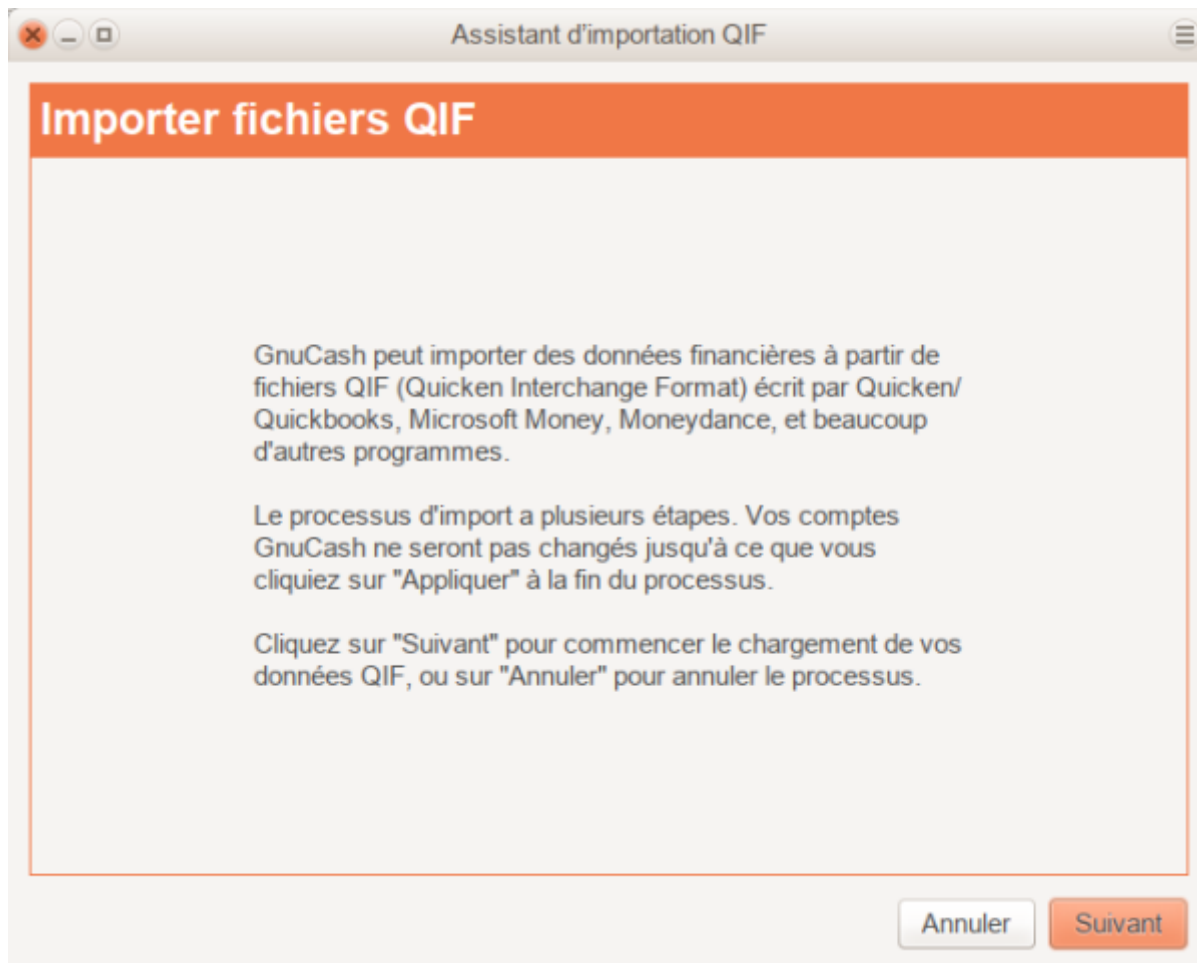 Assistant d'importation QIF
Importer fichiers QIF
GnuCash peut importer des données financières à partir de
fichiers QIF (Quicken Interchange Format) écrit par Quicken/
Quickbooks, Microsoft Money, Moneydance, et beaucoup
d'autres programmes.
Le processus d'import a plusieurs étapes. Vos comptes
GnuCash ne seront pas changés jusqu'à ce que vous
cliquiez sur "Appliquer" à la fin du processus.
Cliquez sur "Suivant" pour commencer le chargement de vos
données QIF, ou sur "Annuler" pour annuler le processus.
Annuler
Suivant